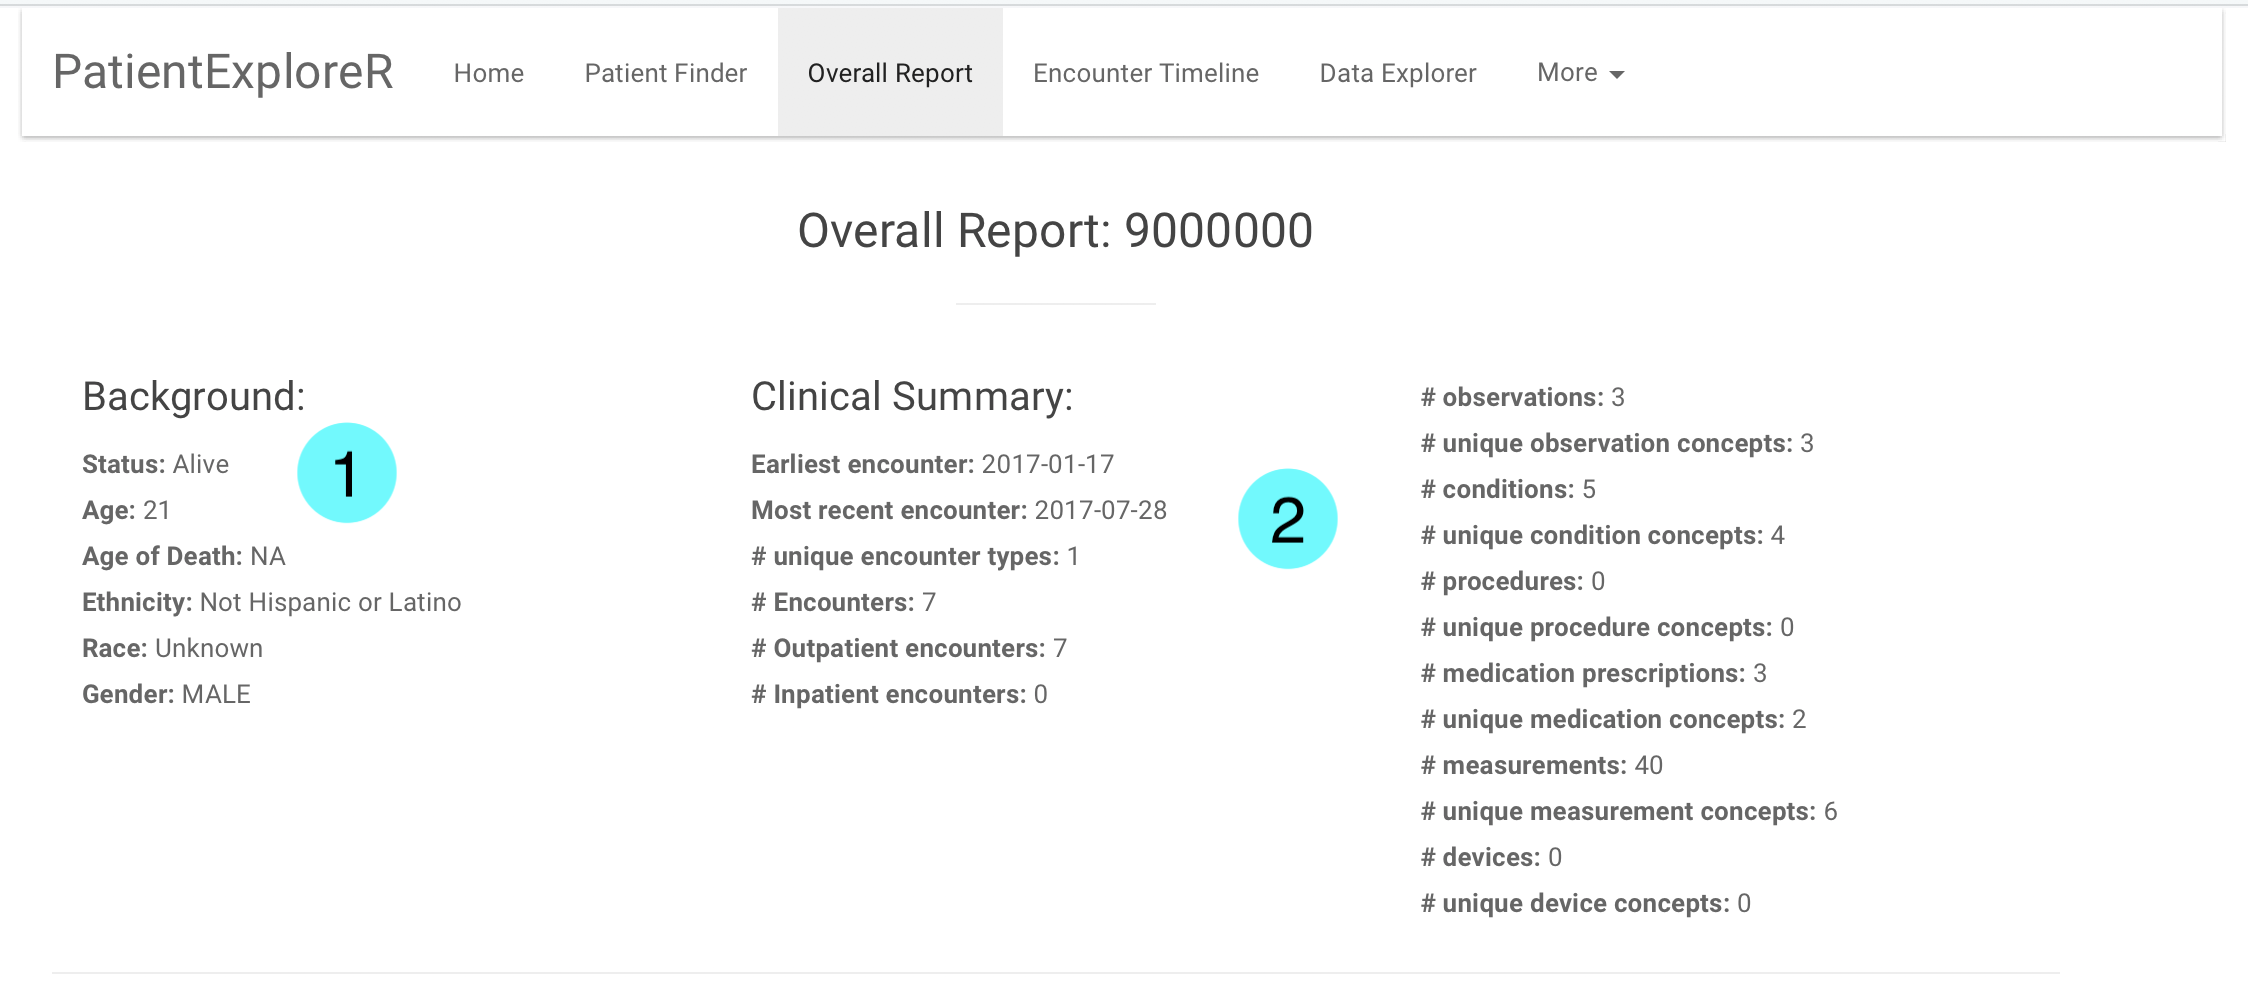 PatientExploreR Home Patient Finder Overall Report Encounter Timeline Data Explorer More
Overall Report: 9000000
Background:
1
Status: Alive
Age: 21
Age of Death: NA
Ethnicity: Not Hispanic or Latino
Race: Unknown
Gender: MALE
Clinical Summary:
Earliest encounter: 2017-01-17
Most recent encounter: 2017-07-28
# unique encounter types: 1
# Encounters: 7
# Outpatient encounters: 7
# Inpatient encounters: 0
2
# observations: 3
# unique observation concepts: 3
# conditions: 5
# unique condition concepts: 4
# procedures: 0
# unique procedure concepts: 0
# medication prescriptions: 3
# unique medication concepts: 2
# measurements: 40
# unique measurement concepts: 6
# devices: 0
# unique device concepts: 0